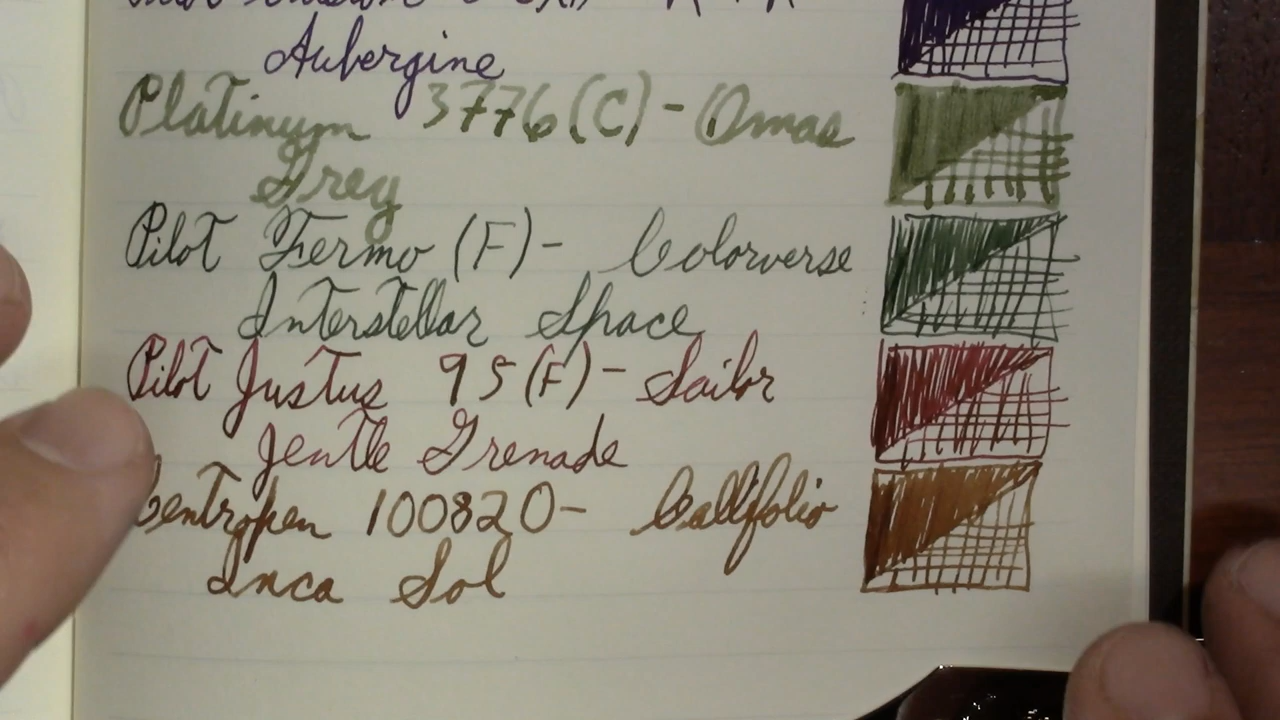 Aubergine
Platinum 3776 (C) - Omas
Grey
Pilot Fermo (F) - Colorverse
Interstellar Space
Pilot Justus 95 (F) - Sailor
Jentle Grenade
Centropen 100820 - Callifolio
Inca Sol